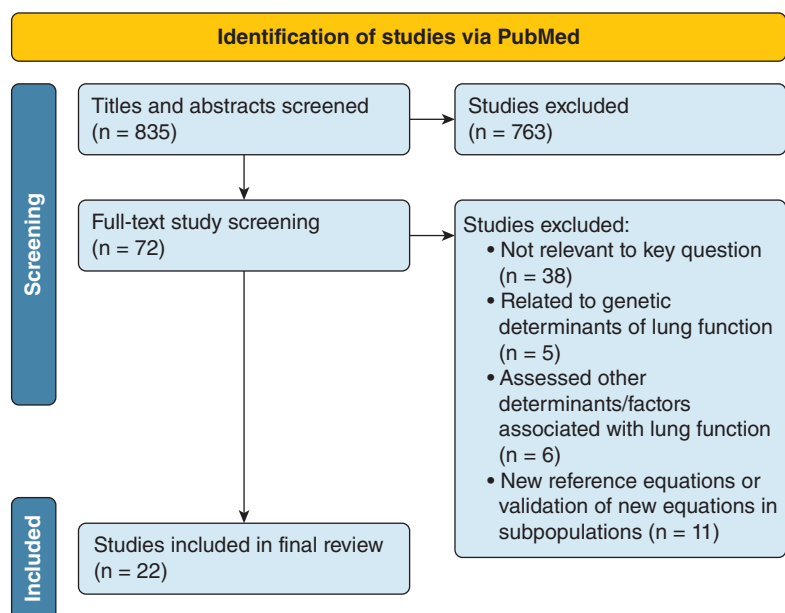 Identification of studies via PubMed
Screening
Titles and abstracts screened
(n = 835)
Studies excluded
(n = 763)
Full-text study screening
(n = 72)
Studies excluded:
• Not relevant to key question
(n = 38)
• Related to genetic
determinants of lung function
(n = 5)
• Assessed other
determinants/factors
associated with lung function
(n = 6)
• New reference equations or
validation of new equations in
subpopulations (n = 11)
Included
Studies included in final review
(n = 22)